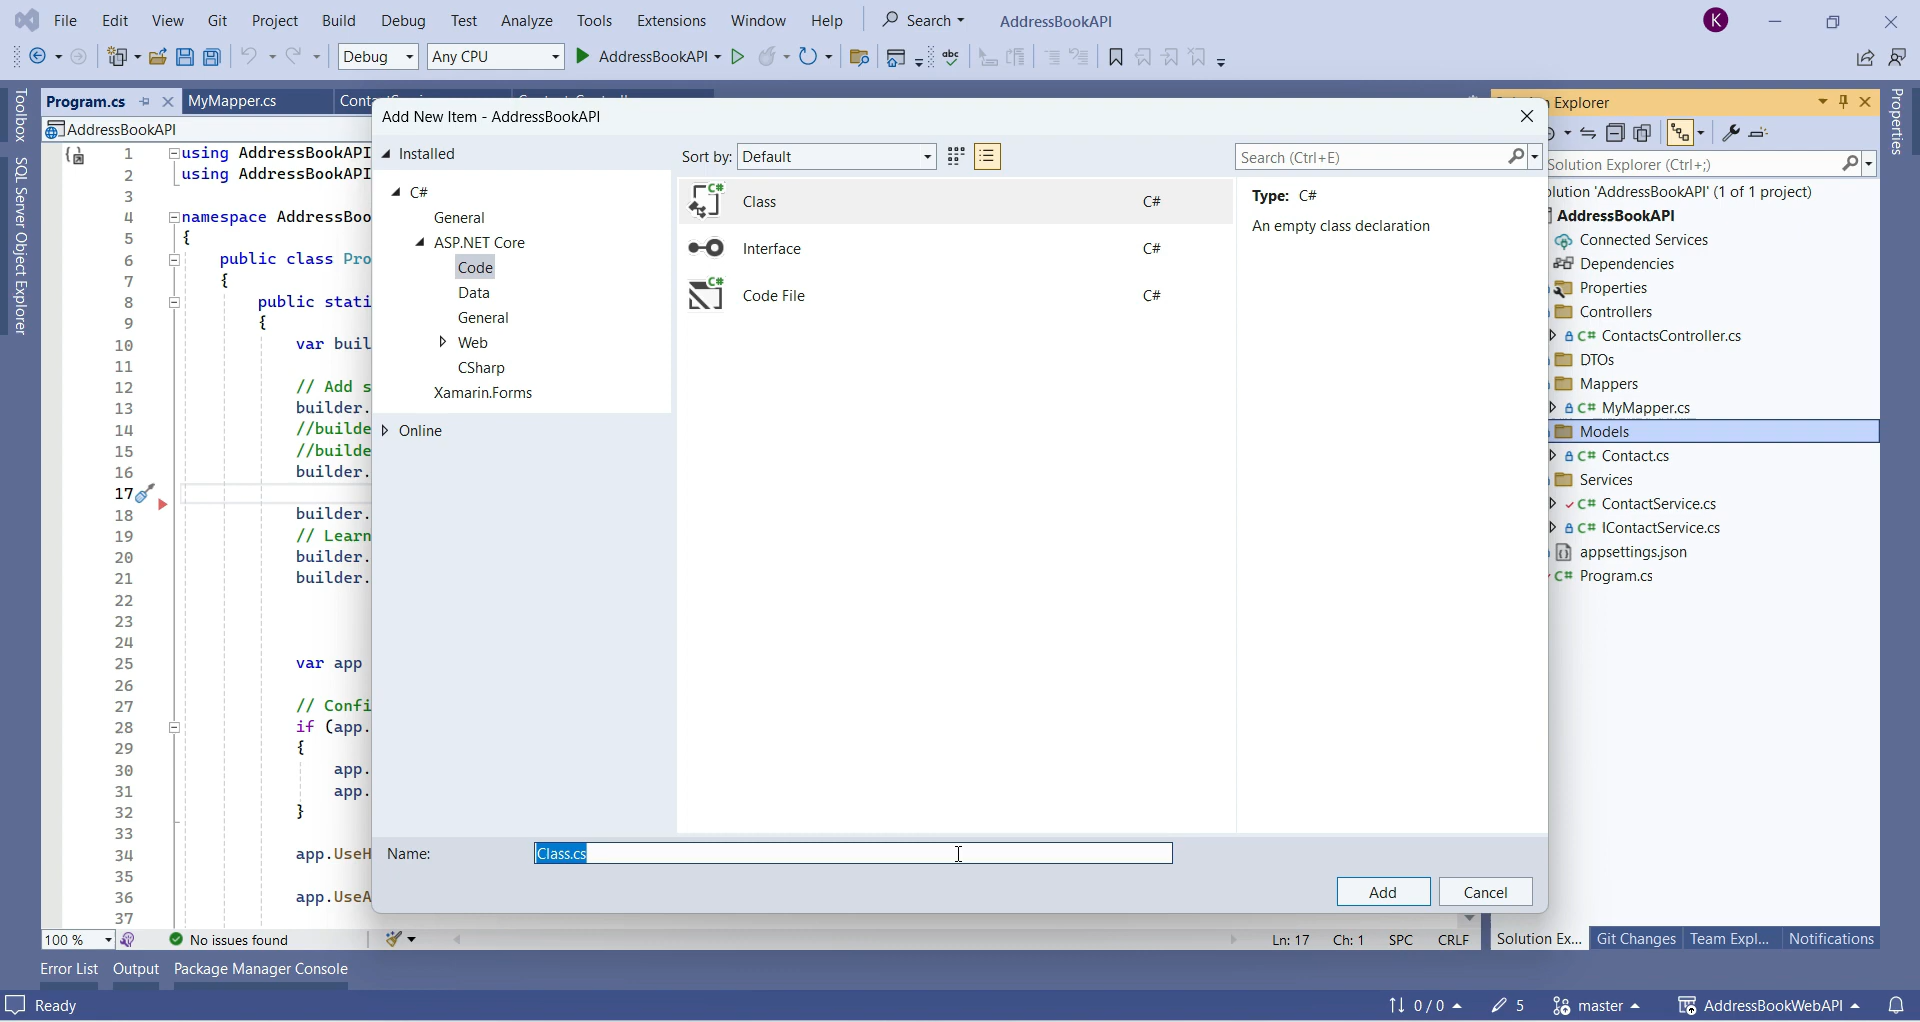 File Edit View Git Project Build Debug Test Analyze Tools Extensions Window Help Search AddressBookAPI K
Debug Any CPU AddressBookAPI abc
Toolbox
SQL Server Object Explorer
Program.cs MyMapper.cs
AddressBookAPI
1 using AddressBookAPI
2 using AddressBookAPI
3
4 namespace AddressBoo
5 {
6 public class Pro
7 {
8 public stati
9 {
10 var buil
11
12 // Add s
13 builder.
14 //builde
15 //builde
16 builder.
17
18 builder.
19 // Learn
20 builder.
21 builder.
22
23
24
25 var app
26
27 // Confi
28 if (app.
29 {
30 app.
31 app.
32 }
33
34 app.UseH
35
36 app.UseA
37
100 % No issues found Ln: 17 Ch: 1 SPC CRLF
Add New Item - AddressBookAPI
Installed
C#
General
ASP.NET Core
Code
Data
General
Web
CSharp
Xamarin.Forms
Online
Sort by: Default
Search (Ctrl+E)
Class C#
Interface C#
Code File C#
Type: C#
An empty class declaration
Name: Class.cs
Add Cancel
Explorer
Solution Explorer (Ctrl+;)
lution 'AddressBookAPI' (1 of 1 project)
AddressBookAPI
Connected Services
Dependencies
Properties
Controllers
C# ContactsController.cs
DTOs
Mappers
C# MyMapper.cs
Models
C# Contact.cs
Services
C# ContactService.cs
C# IContactService.cs
appsettings.json
C# Program.cs
Solution Ex... Git Changes Team Expl... Notifications
Properties
Error List Output Package Manager Console
Ready 0 / 0 5 master AddressBookWebAPI